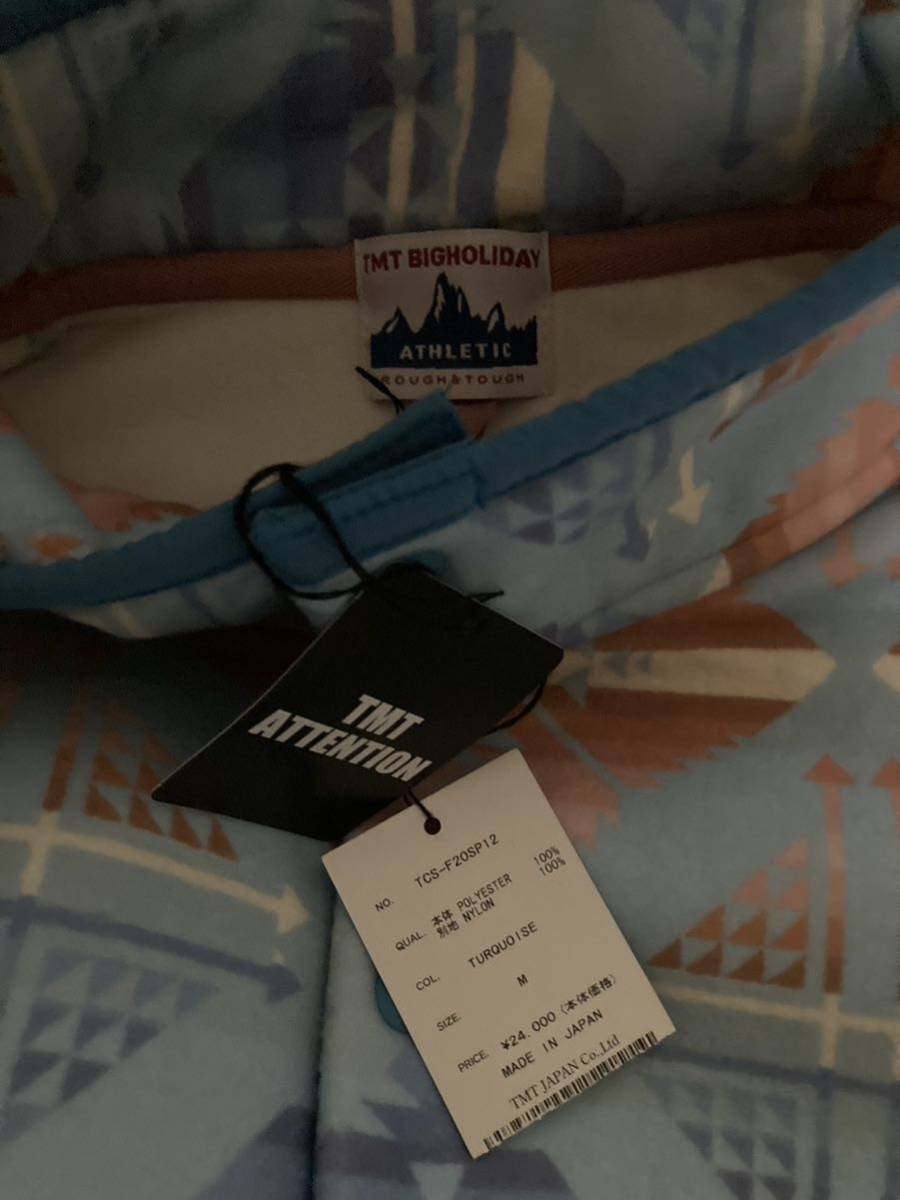 TMT BIGHOLIDAY
ATHLETIC
ROUGH&TOUGH
TMT
ATTENTION
NO. TCS-F20SP12
QUAL. 本体 POLYESTER 100%
別地 NYLON 100%
COL. TURQUOISE
SIZE. M
PRICE. ¥24.000 (本体価格)
MADE IN JAPAN
TMT JAPAN Co.,Ltd